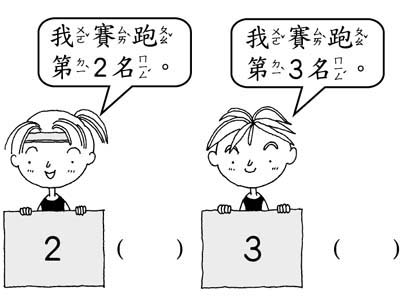 我賽跑
第2名。
我賽跑
第3名。
2 (  )
3 (  )